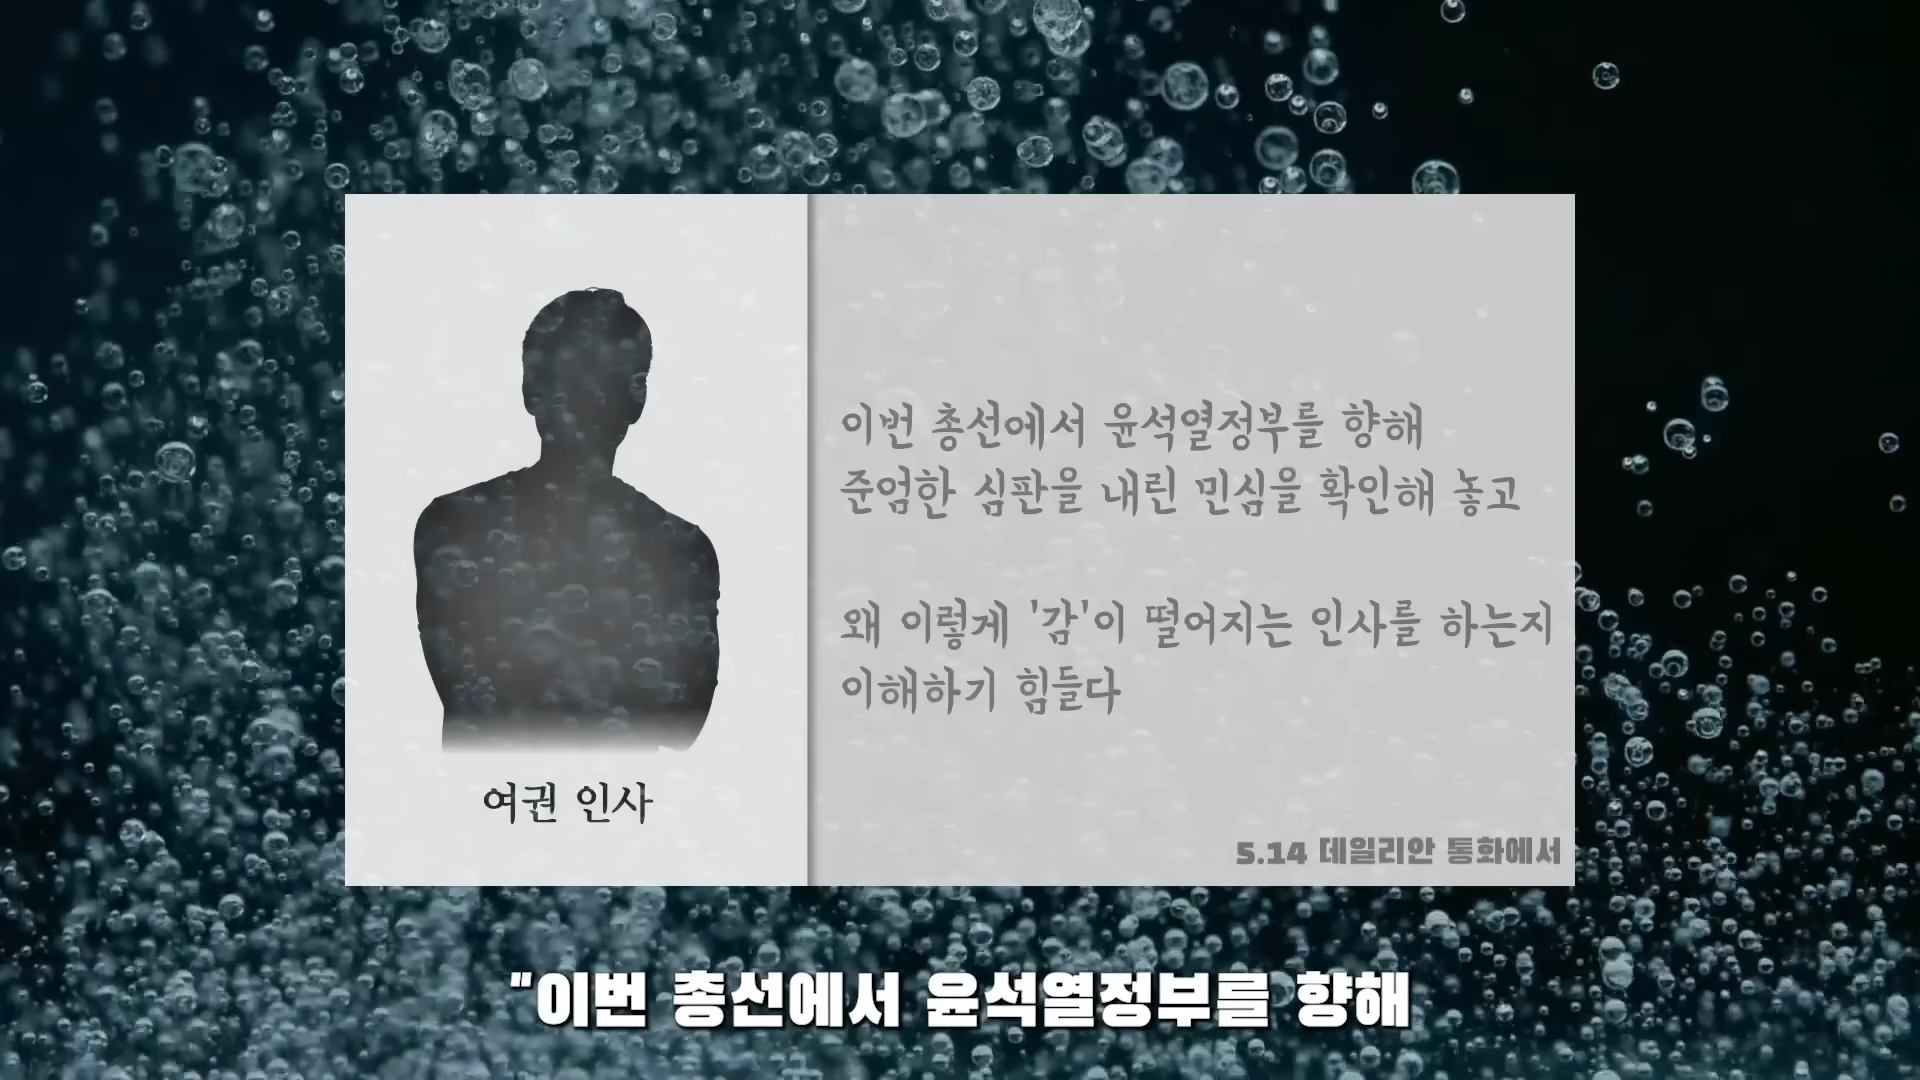 이번 총선에서 윤석열정부를 향해
준엄한 심판을 내린 민심을 확인해 놓고
왜 이렇게 '감'이 떨어지는 인사를 하는지
이해하기 힘들다
여권 인사
5.14 데일리안 통화에서
"이번 총선에서 윤석열정부를 향해